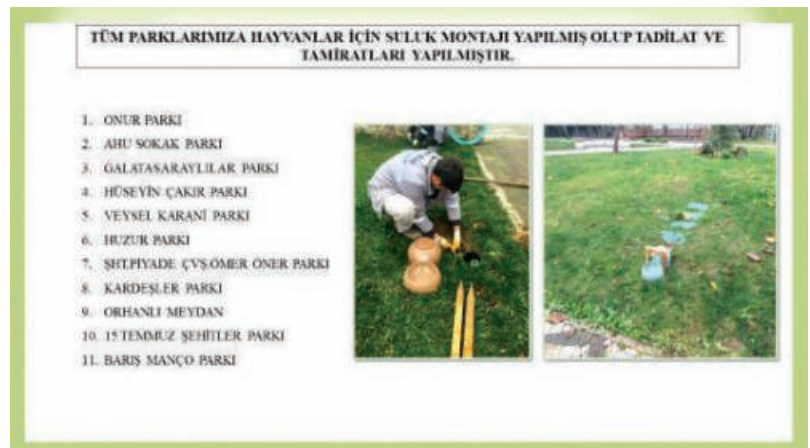 TÜM PARKLARIMIZA HAYVANLAR İÇİN SULUK MONTAJI YAPILMIŞ OLUP TADİLAT VE
TAMİRATLARI YAPILMIŞTIR.
1. ONUR PARKI
2. AHU SOKAK PARKI
3. GALATASARAYLILAR PARKI
4. HÜSEYİN ÇAKIR PARKI
5. VEYSEL KARANİ PARKI
6. HUZUR PARKI
7. ŞHT.PİYADE ÇVŞ.ÖMER ÖNER PARKI
8. KARDEŞLER PARKI
9. ORHANLI MEYDAN
10. 15 TEMMUZ ŞEHİTLER PARKI
11. BARIŞ MANÇO PARKI